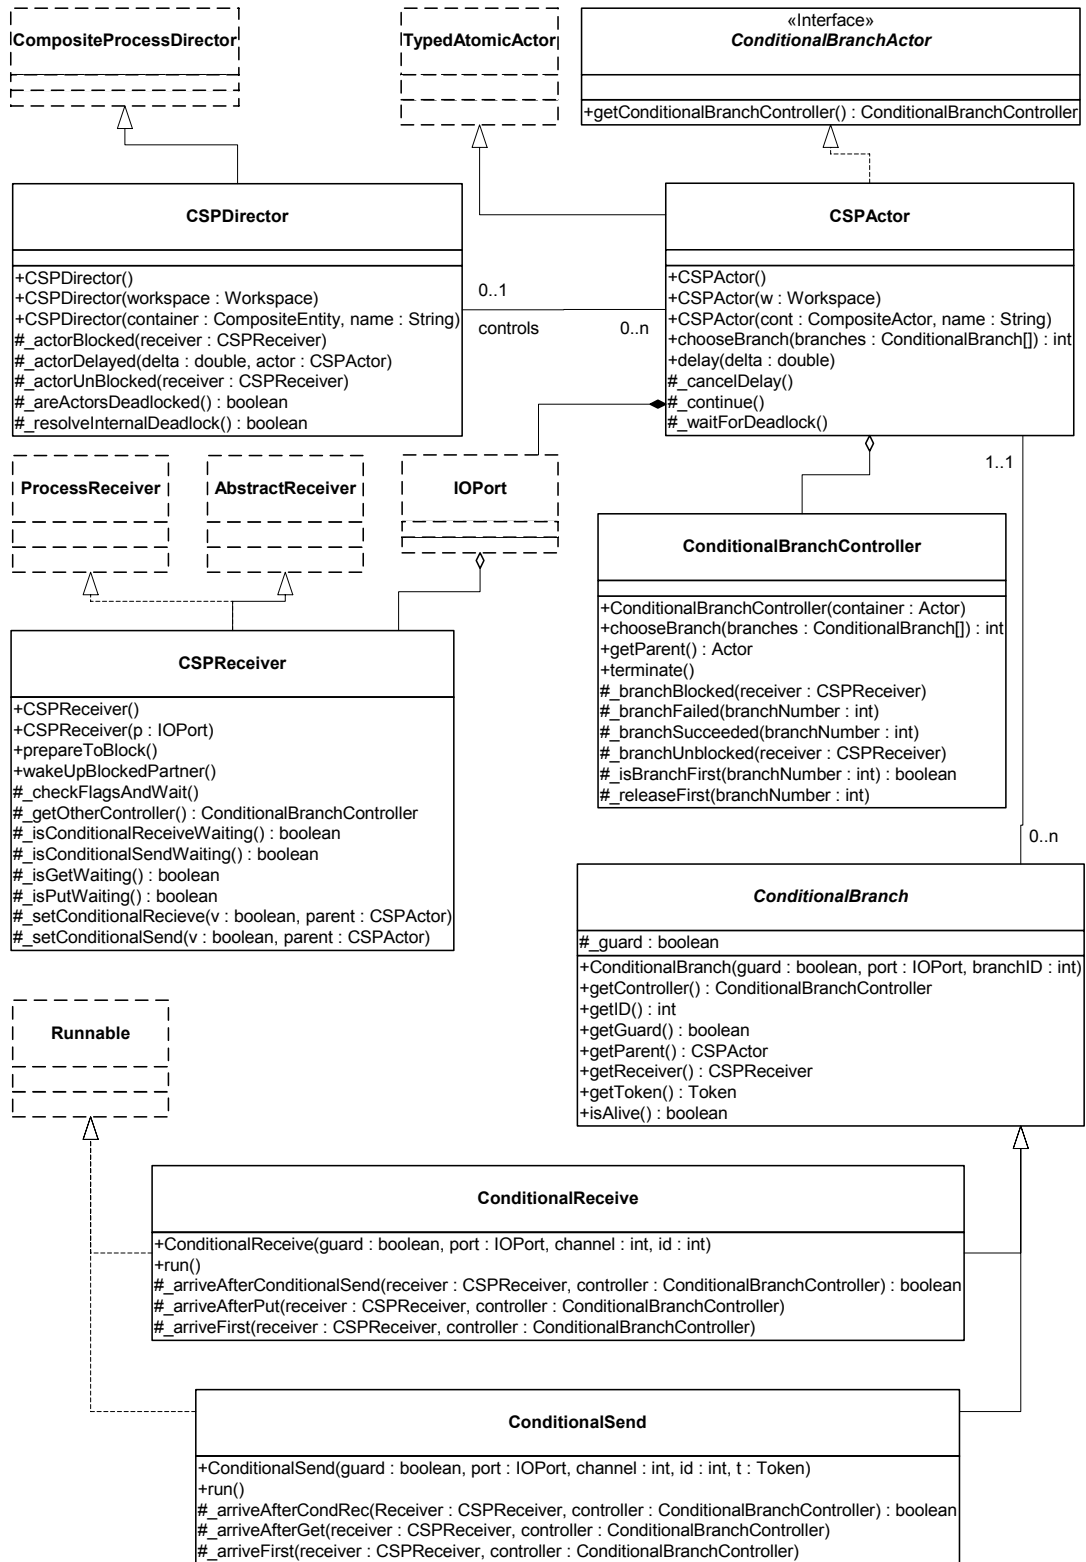 CompositeProcessDirector
TypedAtomicActor
«Interface»
ConditionalBranchActor
+getConditionalBranchController() : ConditionalBranchController
CSPDirector
+CSPDirector()
+CSPDirector(workspace : Workspace)
+CSPDirector(container : CompositeEntity, name : String)
#_actorBlocked(receiver : CSPReceiver)
#_actorDelayed(delta : double, actor : CSPActor)
#_actorUnBlocked(receiver : CSPReceiver)
#_areActorsDeadlocked() : boolean
#_resolveInternalDeadlock() : boolean
0..1
controls
0..n
CSPActor
+CSPActor()
+CSPActor(w : Workspace)
+CSPActor(cont : CompositeActor, name : String)
+chooseBranch(branches : ConditionalBranch[]) : int
+delay(delta : double)
#_cancelDelay()
#_continue()
#_waitForDeadlock()
1..1
ProcessReceiver
AbstractReceiver
IOPort
ConditionalBranchController
+ConditionalBranchController(container : Actor)
+chooseBranch(branches : ConditionalBranch[]) : int
+getParent() : Actor
+terminate()
#_branchBlocked(receiver : CSPReceiver)
#_branchFailed(branchNumber : int)
#_branchSucceeded(branchNumber : int)
#_branchUnblocked(receiver : CSPReceiver)
#_isBranchFirst(branchNumber : int) : boolean
#_releaseFirst(branchNumber : int)
CSPReceiver
+CSPReceiver()
+CSPReceiver(p : IOPort)
+prepareToBlock()
+wakeUpBlockedPartner()
#_checkFlagsAndWait()
#_getOtherController() : ConditionalBranchController
#_isConditionalReceiveWaiting() : boolean
#_isConditionalSendWaiting() : boolean
#_isGetWaiting() : boolean
#_isPutWaiting() : boolean
#_setConditionalRecieve(v : boolean, parent : CSPActor)
#_setConditionalSend(v : boolean, parent : CSPActor)
0..n
ConditionalBranch
#_guard : boolean
+ConditionalBranch(guard : boolean, port : IOPort, branchID : int)
+getController() : ConditionalBranchController
+getID() : int
+getGuard() : boolean
+getParent() : CSPActor
+getReceiver() : CSPReceiver
+getToken() : Token
+isAlive() : boolean
Runnable
ConditionalReceive
+ConditionalReceive(guard : boolean, port : IOPort, channel : int, id : int)
+run()
#_arriveAfterConditionalSend(receiver : CSPReceiver, controller : ConditionalBranchController) : boolean
#_arriveAfterPut(receiver : CSPReceiver, controller : ConditionalBranchController)
#_arriveFirst(receiver : CSPReceiver, controller : ConditionalBranchController)
ConditionalSend
+ConditionalSend(guard : boolean, port : IOPort, channel : int, id : int, t : Token)
+run()
#_arriveAfterCondRec(Receiver : CSPReceiver, controller : ConditionalBranchController) : boolean
#_arriveAfterGet(receiver : CSPReceiver, controller : ConditionalBranchController)
#_arriveFirst(receiver : CSPReceiver, controller : ConditionalBranchController)